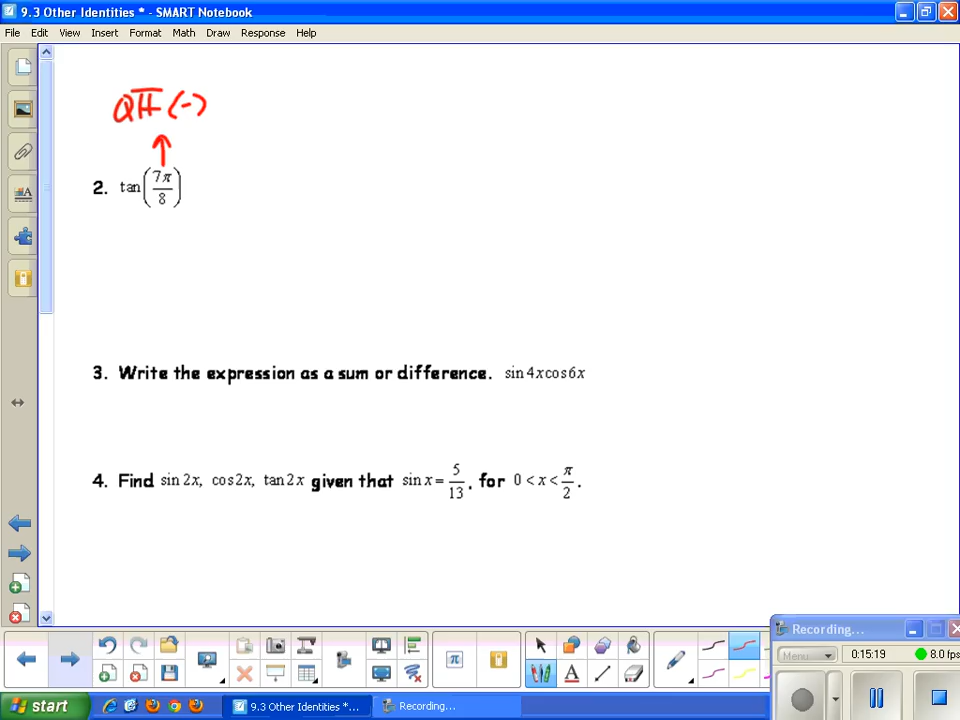 9.3 Other Identities * - SMART Notebook
File Edit View Insert Format Math Draw Window Response Help
QII (-)
2. tan(7π/8)
3. Write the expression as a sum or difference. sin 4x cos 6x
4. Find sin 2x, cos 2x, tan 2x given that sin x = 5/13, for 0 < x < π/2.
Recording...
Menu
0:15:19
8.0 fps
start
9.3 Other Identities *...
Recording...